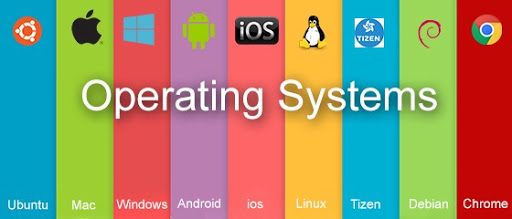 iOS
TIZEN
Operating Systems
Ubuntu Mac Windows Android ios Linux Tizen Debian Chrome